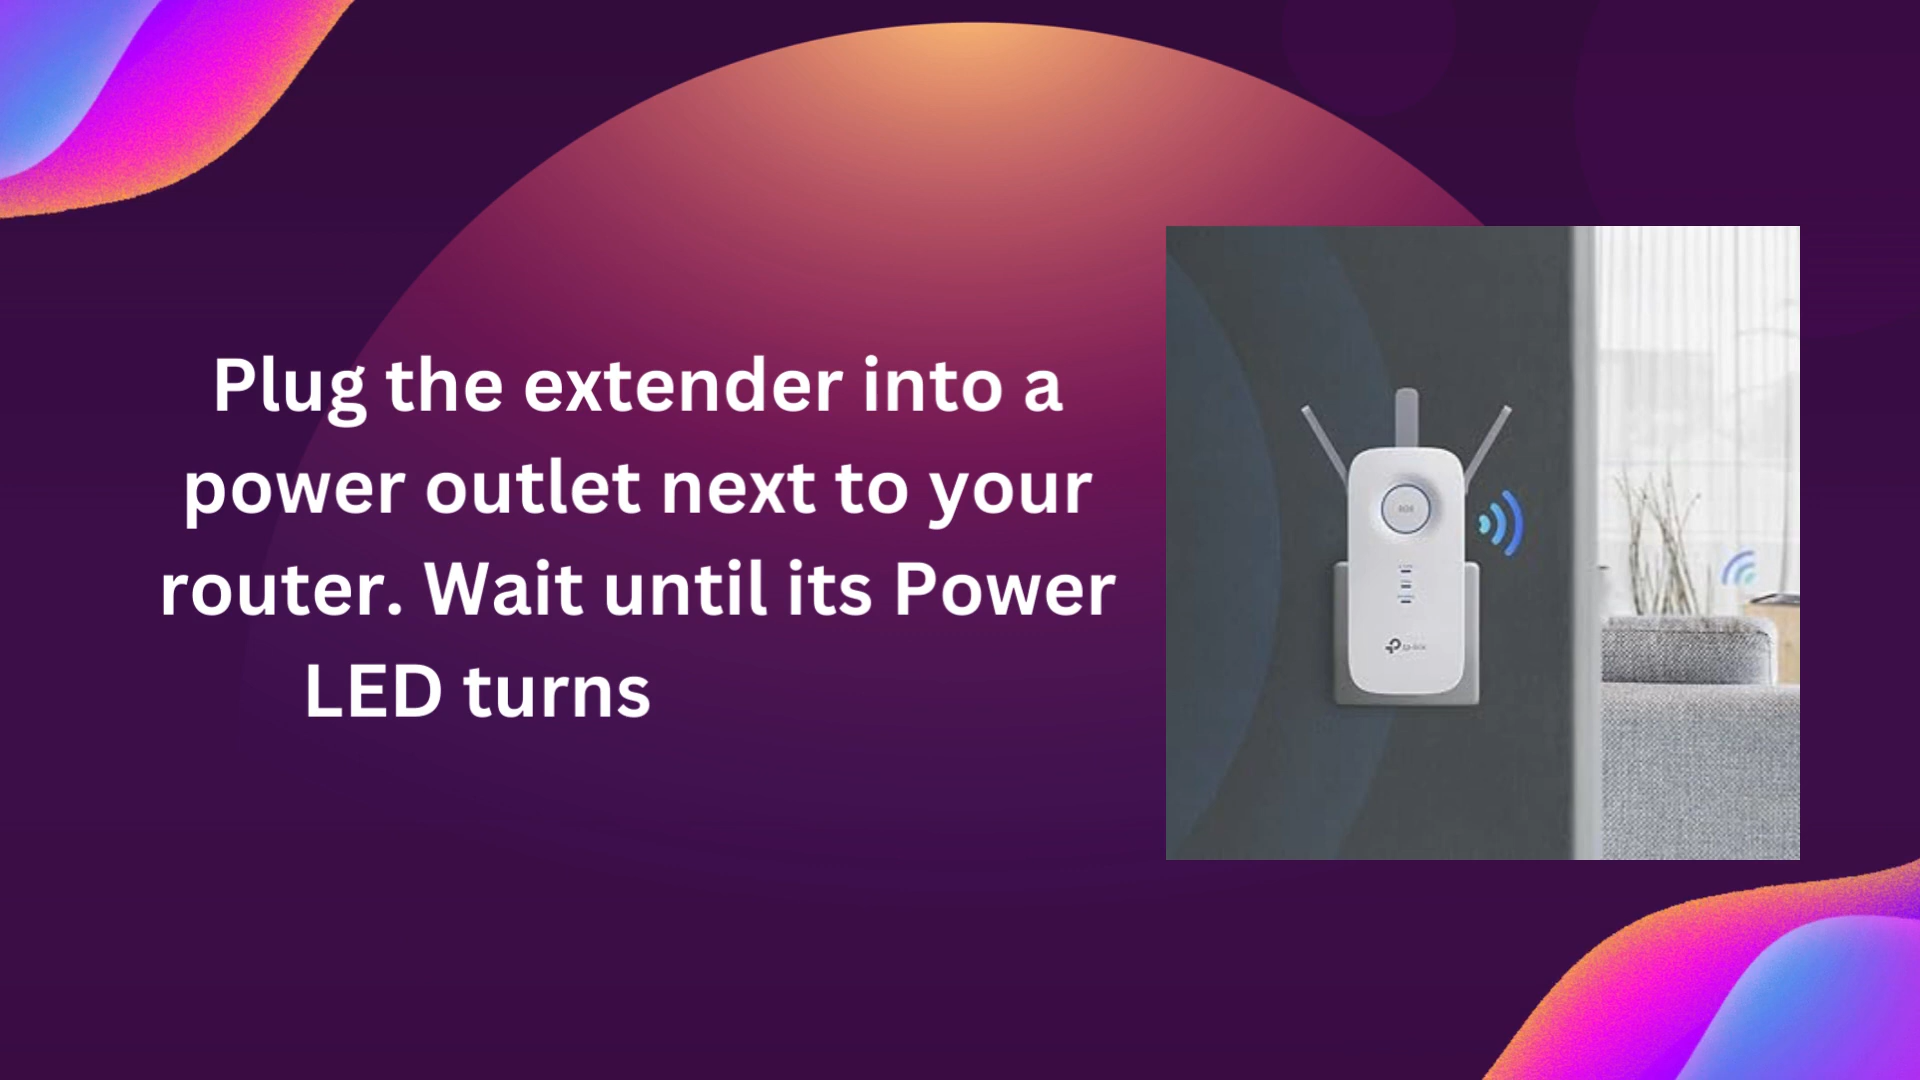 Plug the extender into a
power outlet next to your
router. Wait until its Power
LED turns